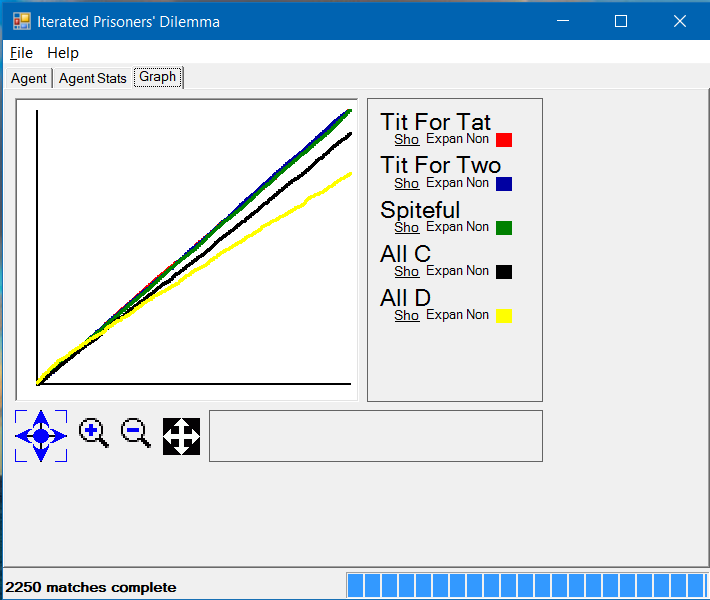 Iterated Prisoners' Dilemma
File Help
Agent Agent Stats Graph
Tit For Tat
Sho Expan Non
Tit For Two
Sho Expan Non
Spiteful
Sho Expan Non
All C
Sho Expan Non
All D
Sho Expan Non
2250 matches complete